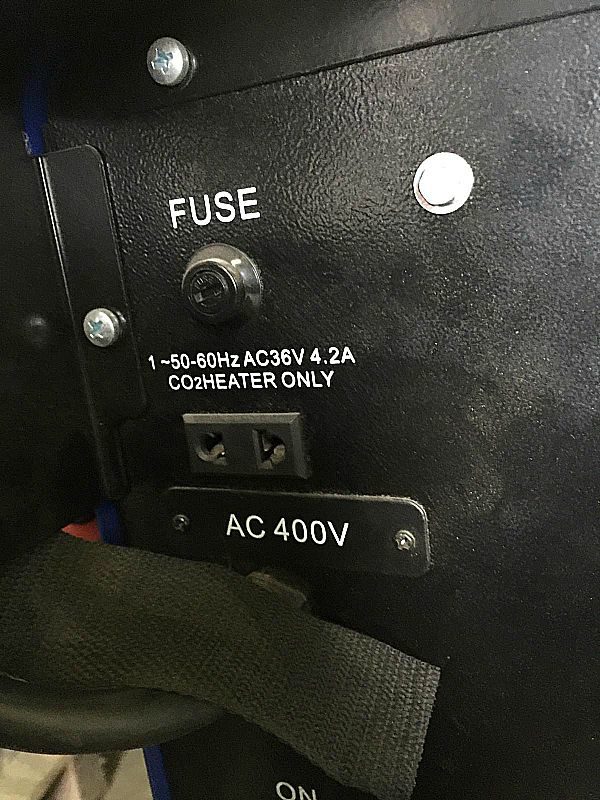 FUSE
1~50-60Hz AC36V 4.2A
CO2HEATER ONLY
AC 400V
ON